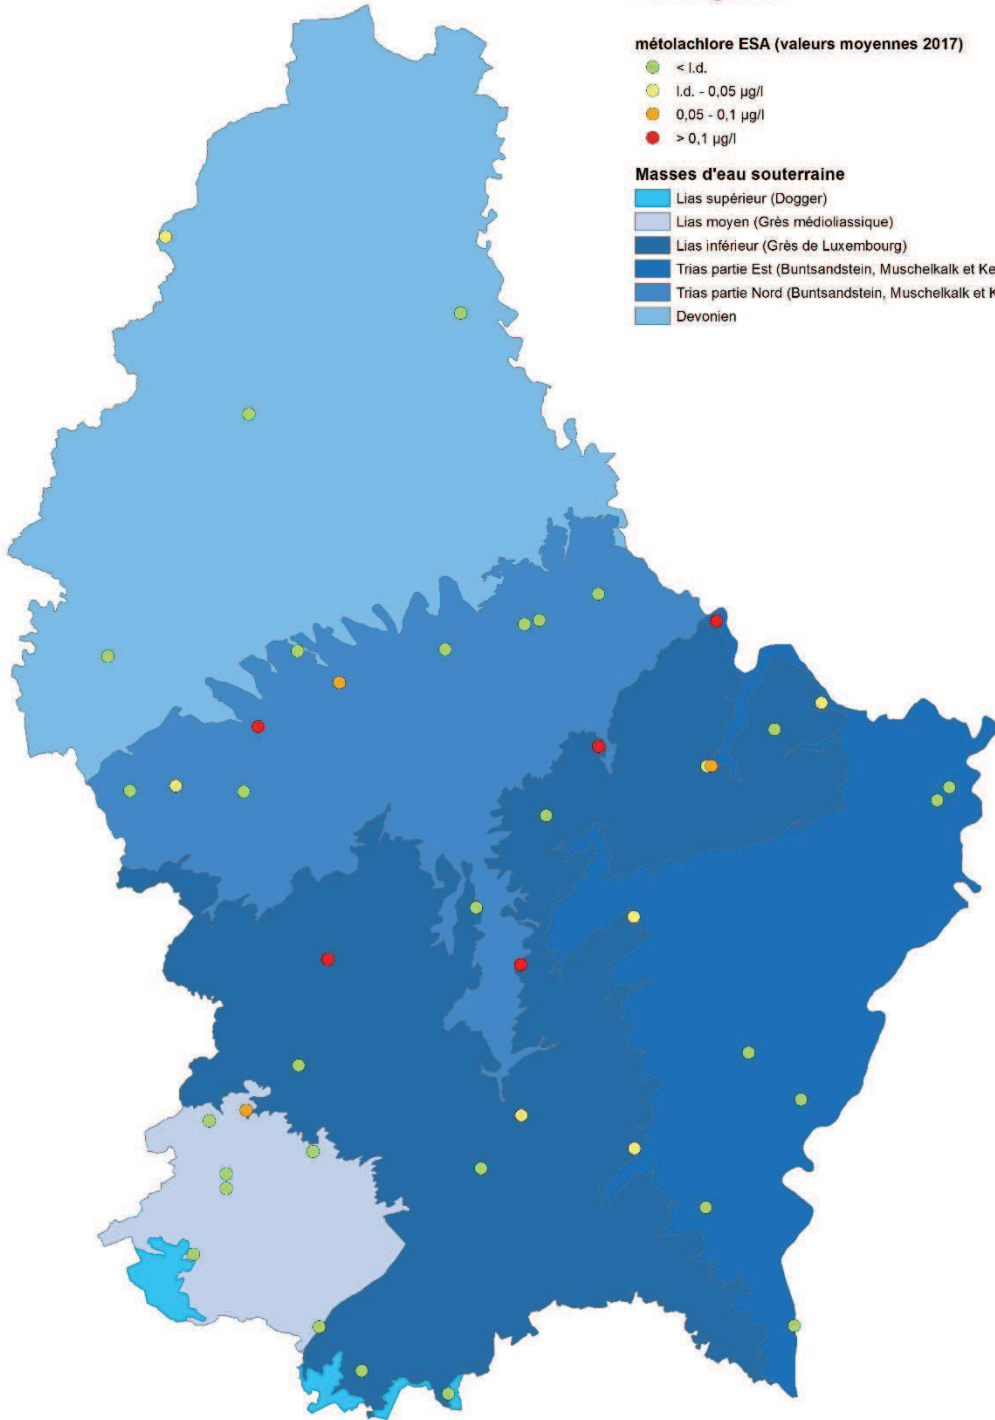 métolachlore ESA (valeurs moyennes 2017)
< l.d.
l.d. - 0,05 µg/l
0,05 - 0,1 µg/l
> 0,1 µg/l
Masses d'eau souterraine
Lias supérieur (Dogger)
Lias moyen (Grès médioliassique)
Lias inférieur (Grès de Luxembourg)
Trias partie Est (Buntsandstein, Muschelkalk et Ke
Trias partie Nord (Buntsandstein, Muschelkalk et K
Devonien